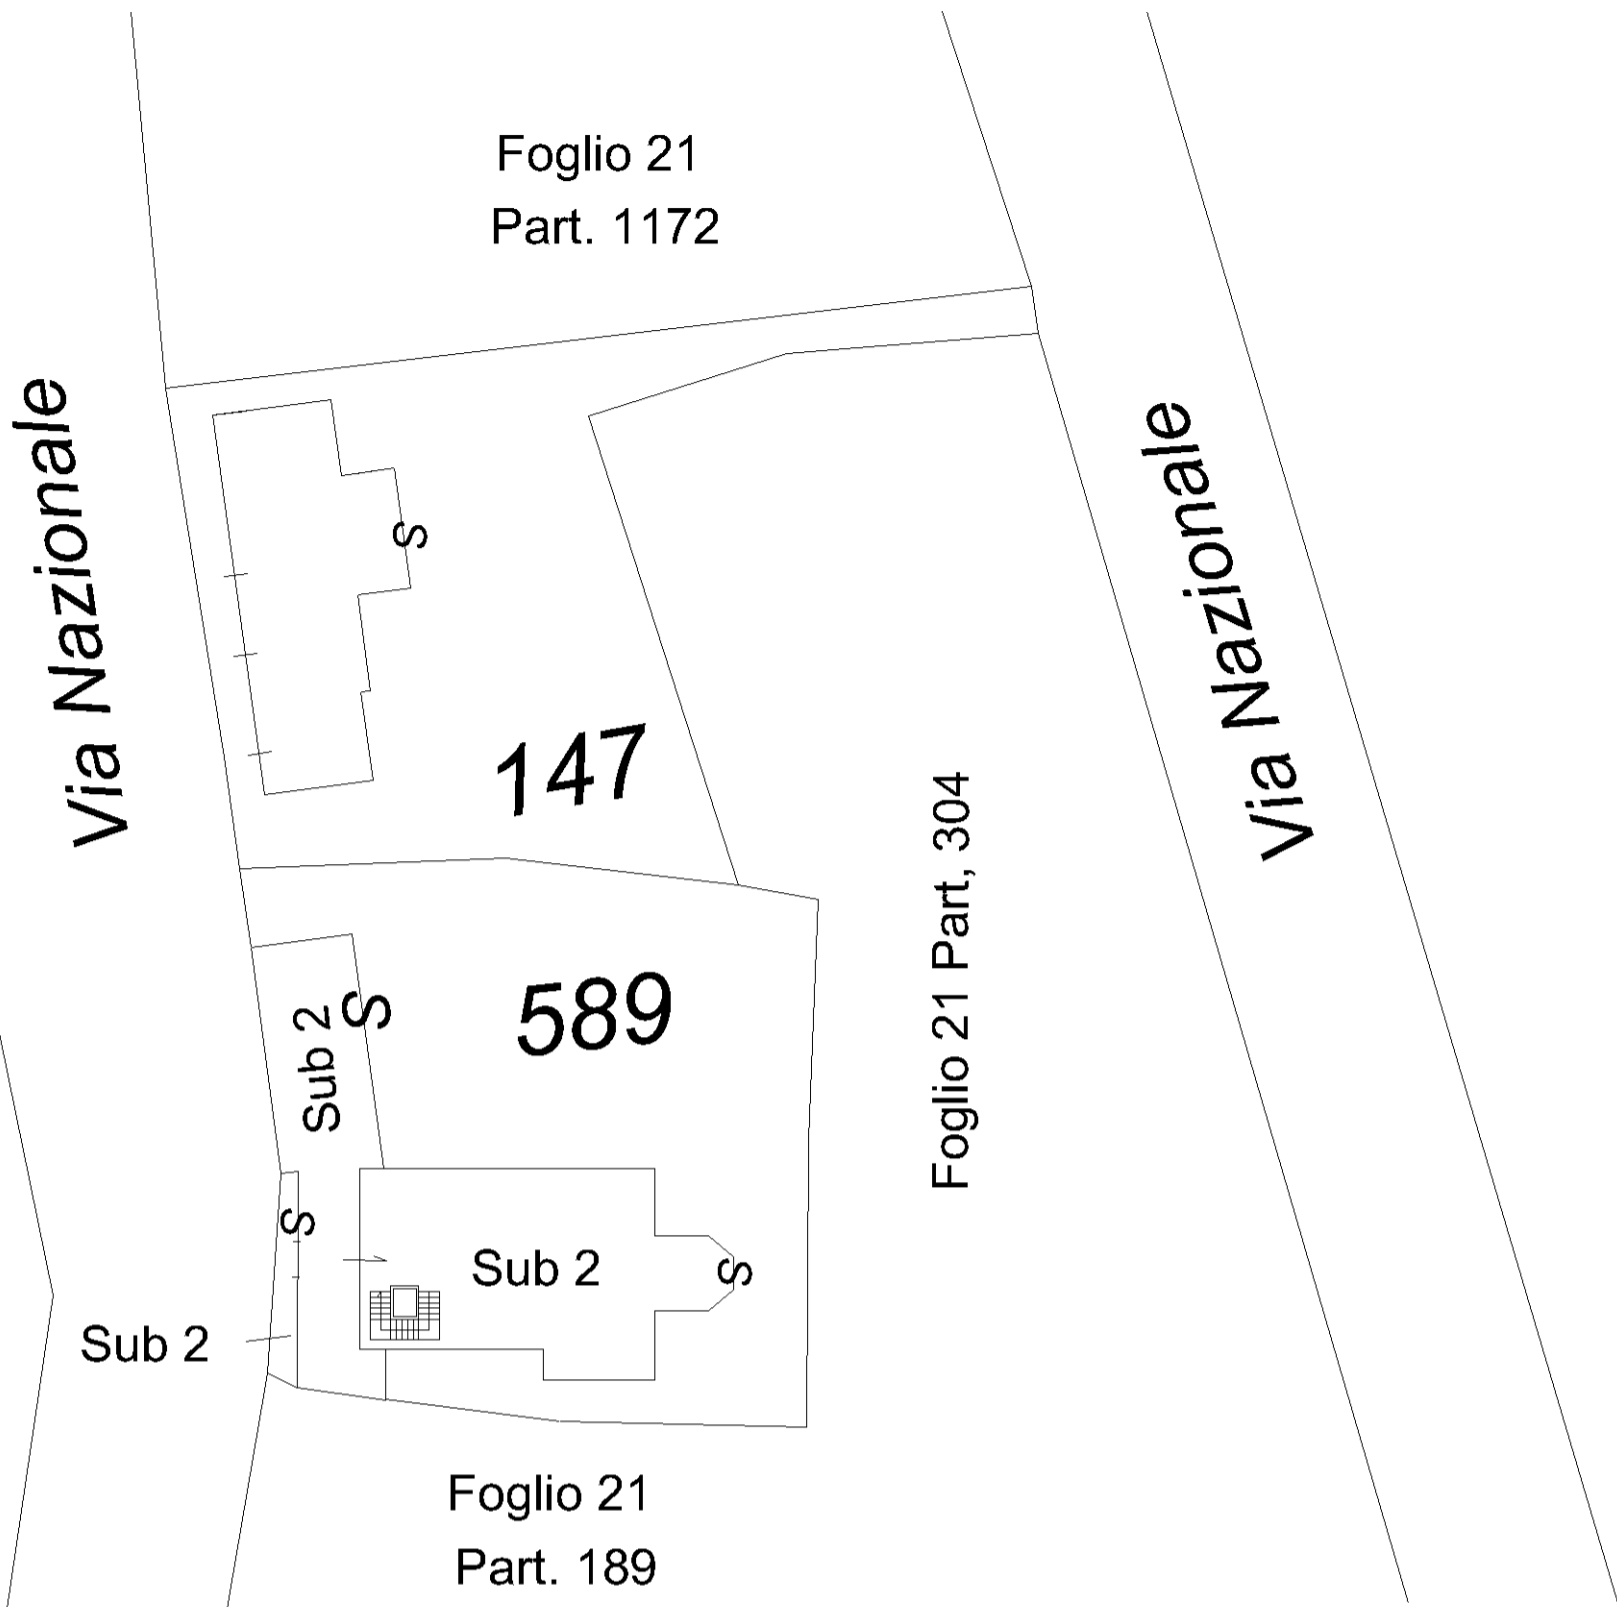 Foglio 21
Part. 1172
Via Nazionale
Via Nazionale
S
147
Foglio 21 Part, 304
589
Sub 2
S
S
Sub 2
S
Sub 2
Foglio 21
Part. 189